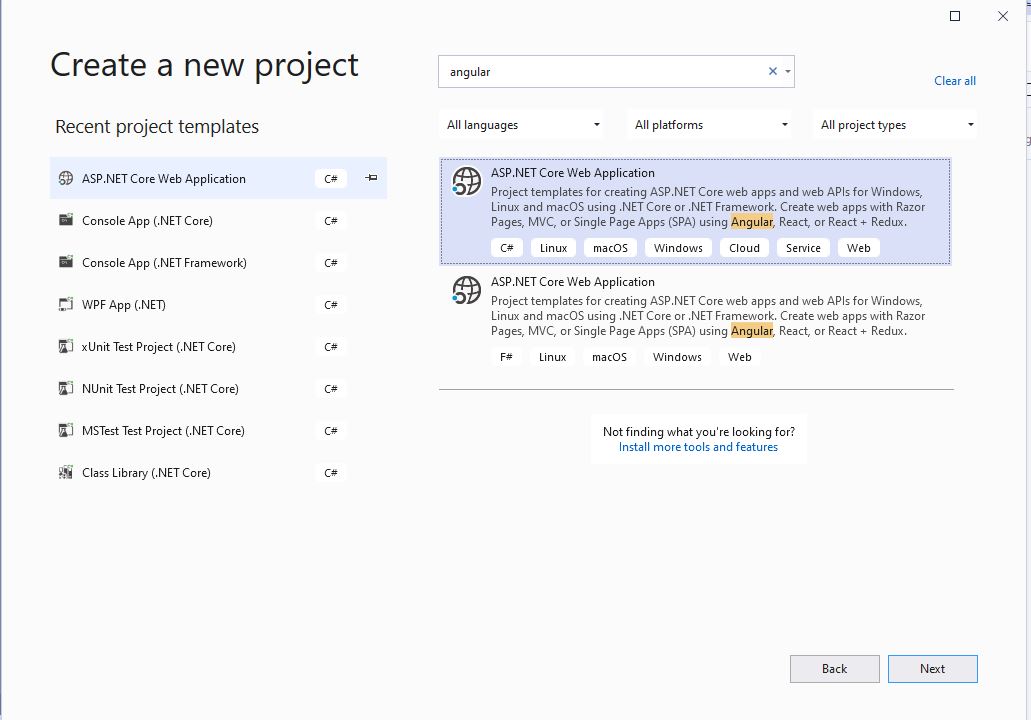 Create a new project
angular
Clear all
Recent project templates
All languages
All platforms
All project types
ASP.NET Core Web Application
C#
Console App (.NET Core)
C#
Console App (.NET Framework)
C#
WPF App (.NET)
C#
xUnit Test Project (.NET Core)
C#
NUnit Test Project (.NET Core)
C#
MSTest Test Project (.NET Core)
C#
Class Library (.NET Core)
C#
ASP.NET Core Web Application
Project templates for creating ASP.NET Core web apps and web APIs for Windows,
Linux and macOS using .NET Core or .NET Framework. Create web apps with Razor
Pages, MVC, or Single Page Apps (SPA) using Angular, React, or React + Redux.
C# Linux macOS Windows Cloud Service Web
ASP.NET Core Web Application
Project templates for creating ASP.NET Core web apps and web APIs for Windows,
Linux and macOS using .NET Core or .NET Framework. Create web apps with Razor
Pages, MVC, or Single Page Apps (SPA) using Angular, React, or React + Redux.
F# Linux macOS Windows Web
Not finding what you're looking for?
Install more tools and features
Back
Next